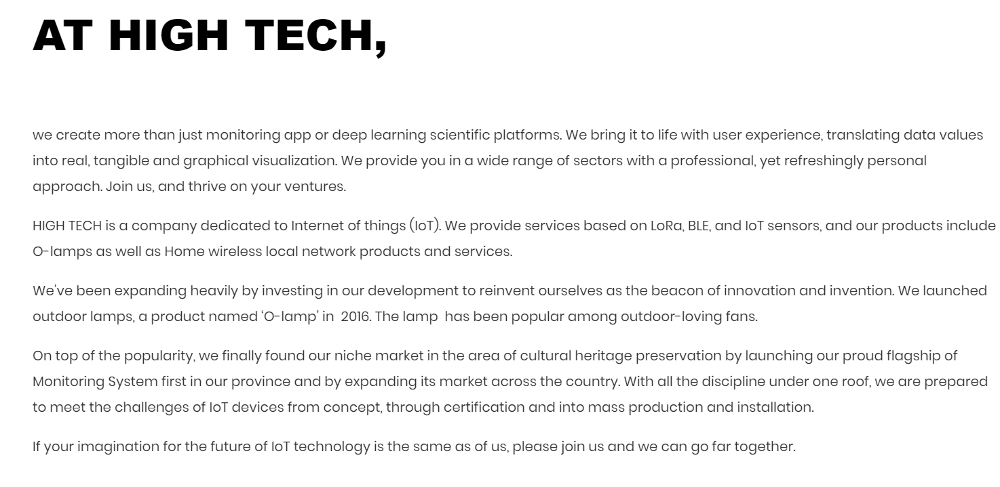 AT HIGH TECH,
we create more than just monitoring app or deep learning scientific platforms. We bring it to life with user experience, translating data values
into real, tangible and graphical visualization. We provide you in a wide range of sectors with a professional, yet refreshingly personal
approach. Join us, and thrive on your ventures.
HIGH TECH is a company dedicated to Internet of things (IoT). We provide services based on LoRa, BLE, and IoT sensors, and our products include
O-lamps as well as Home wireless local network products and services.
We've been expanding heavily by investing in our development to reinvent ourselves as the beacon of innovation and invention. We launched
outdoor lamps, a product named ‘O-lamp’ in  2016. The lamp  has been popular among outdoor-loving fans.
On top of the popularity, we finally found our niche market in the area of cultural heritage preservation by launching our proud flagship of
Monitoring System first in our province and by expanding its market across the country. With all the discipline under one roof, we are prepared
to meet the challenges of IoT devices from concept, through certification and into mass production and installation.
If your imagination for the future of IoT technology is the same as of us, please join us and we can go far together.